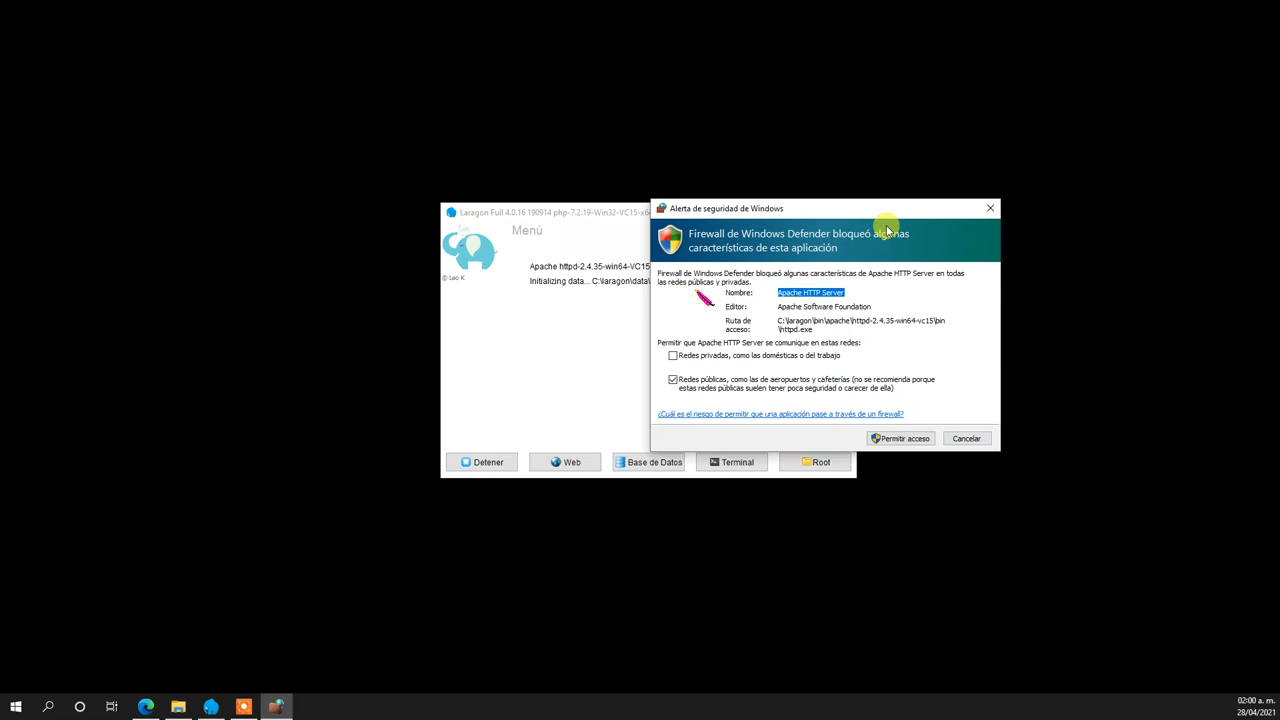 Laragon Full 4.0.16 190914 php-7.2.19-Win32-VC15-x6
Menú
© Leo K
Apache httpd-2.4.35-win64-VC15
Initializing data... C:\laragon\data\
Alerta de seguridad de Windows
Firewall de Windows Defender bloqueó algunas
características de esta aplicación
Firewall de Windows Defender bloqueó algunas características de Apache HTTP Server en todas
las redes públicas y privadas.
Nombre: Apache HTTP Server
Editor: Apache Software Foundation
Ruta de C:\laragon\bin\apache\httpd-2.4.35-win64-vc15\bin
acceso: \httpd.exe
Permitir que Apache HTTP Server se comunique en estas redes:
Redes privadas, como las domésticas o del trabajo
Redes públicas, como las de aeropuertos y cafeterías (no se recomienda porque
estas redes públicas suelen tener poca seguridad o carecer de ella)
¿Cuál es el riesgo de permitir que una aplicación pase a través de un firewall?
Permitir acceso Cancelar
Detener Web Base de Datos Terminal Root
02:00 a. m.
28/04/2021